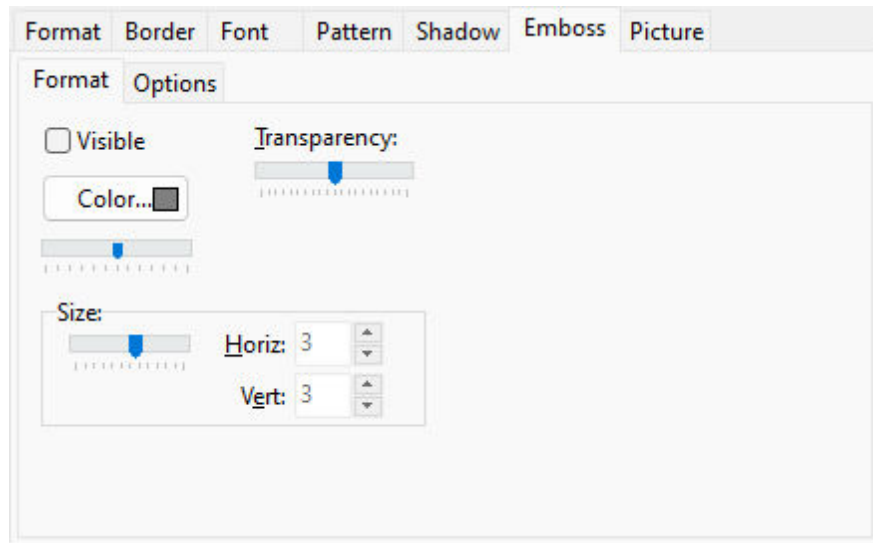 Format Border Font Pattern Shadow Emboss Picture
Format Options
Visible Transparency:
Color...
Size:
Horiz: 3
Vert: 3